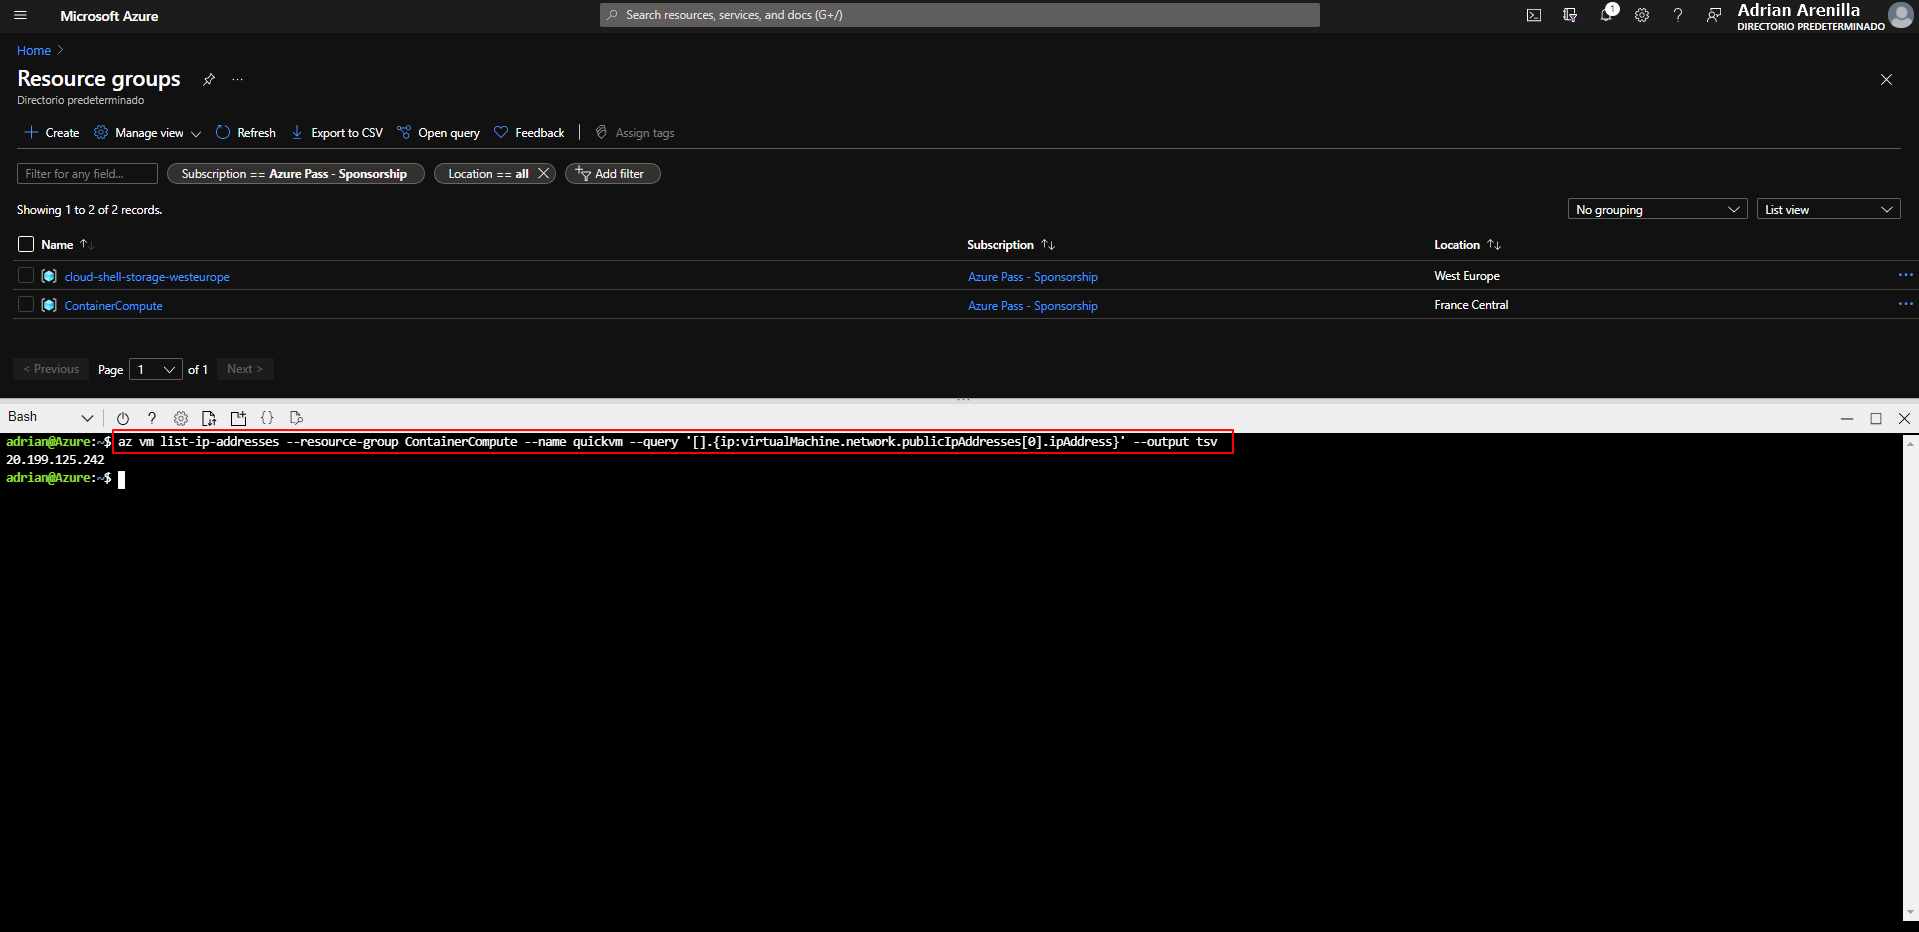 Microsoft Azure
Search resources, services, and docs (G+/)
1
Adrian Arenilla
DIRECTORIO PREDETERMINADO
Home
Resource groups
Directorio predeterminado
Create
Manage view
Refresh
Export to CSV
Open query
Feedback
Assign tags
Filter for any field...
Subscription == Azure Pass - Sponsorship
Location == all
Add filter
Showing 1 to 2 of 2 records.
No grouping
List view
Name
Subscription
Location
cloud-shell-storage-westeurope
Azure Pass - Sponsorship
West Europe
ContainerCompute
Azure Pass - Sponsorship
France Central
< Previous
Page
1
of 1
Next >
Bash
adrian@Azure:~$ az vm list-ip-addresses --resource-group ContainerCompute --name quickvm --query '[].{ip:virtualMachine.network.publicIpAddresses[0].ipAddress}' --output tsv
20.199.125.242
adrian@Azure:~$